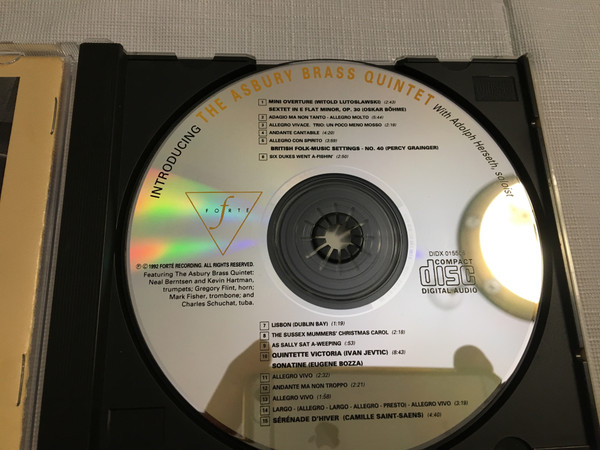 INTRODUCING THE ASBURY BRASS QUINTET With Adolph Herseth, soloist
1 MINI OVERTURE (WITOLD LUTOSLAWSKI) (2:43)
SEXTET IN E FLAT MINOR, OP. 30 (OSKAR BÖHME)
2 ADAGIO MA NON TANTO - ALLEGRO MOLTO (5:44)
3 ALLEGRO VIVACE, TRIO: UN POCO MENO MOSSO (2:19)
4 ANDANTE CANTABILE (4:20)
5 ALLEGRO CON SPIRITO (3:59)
BRITISH FOLK-MUSIC SETTINGS - NO. 40 (PERCY GRAINGER)
6 SIX DUKES WENT A-FISHIN' (2:50)
f
FORTE
℗ © 1992 FORTÉ RECORDING. ALL RIGHTS RESERVED.
Featuring The Asbury Brass Quintet:
Neal Berntsen and Kevin Hartman,
trumpets; Gregory Flint, horn;
Mark Fisher, trombone; and
Charles Schuchat, tuba.
DIDX
COMPACT
disc
DIGITAL AUDIO
7 LISBON (DUBLIN BAY) (1:19)
8 THE SUSSEX MUMMERS' CHRISTMAS CAROL (2:19)
9 AS SALLY SAT A-WEEPING (:53)
10 QUINTETTE VICTORIA (IVAN JEVTIC) (8:43)
SONATINE (EUGENE BOZZA)
11 ALLEGRO VIVO (2:32)
12 ANDANTE MA NON TROPPO (2:21)
13 ALLEGRO VIVO (1:58)
14 LARGO - (ALLEGRO - LARGO - ALLEGRO - PRESTO) - ALLEGRO VIVO (3:19)
15 SÉRÉNADE D'HIVER (CAMILLE SAINT-SAENS) (4:48)